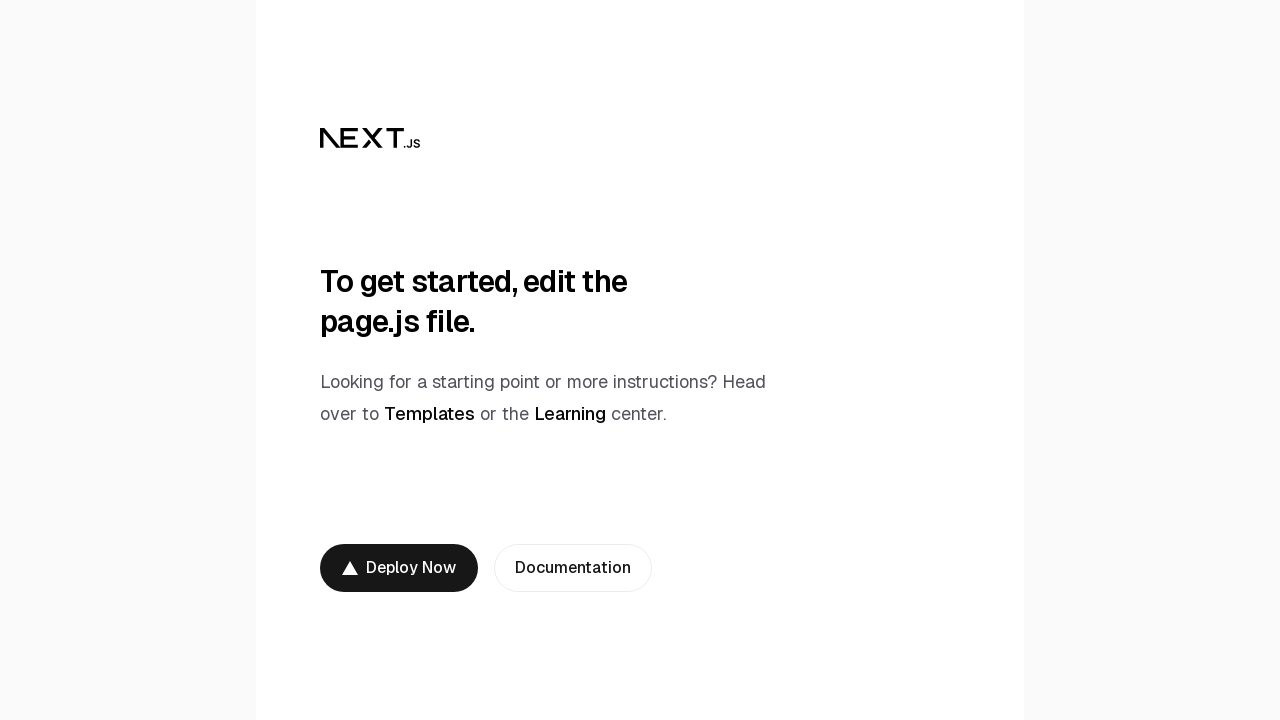 NEXT.JS
To get started, edit the
page.js file.
Looking for a starting point or more instructions? Head
over to Templates or the Learning center.
Deploy Now
Documentation